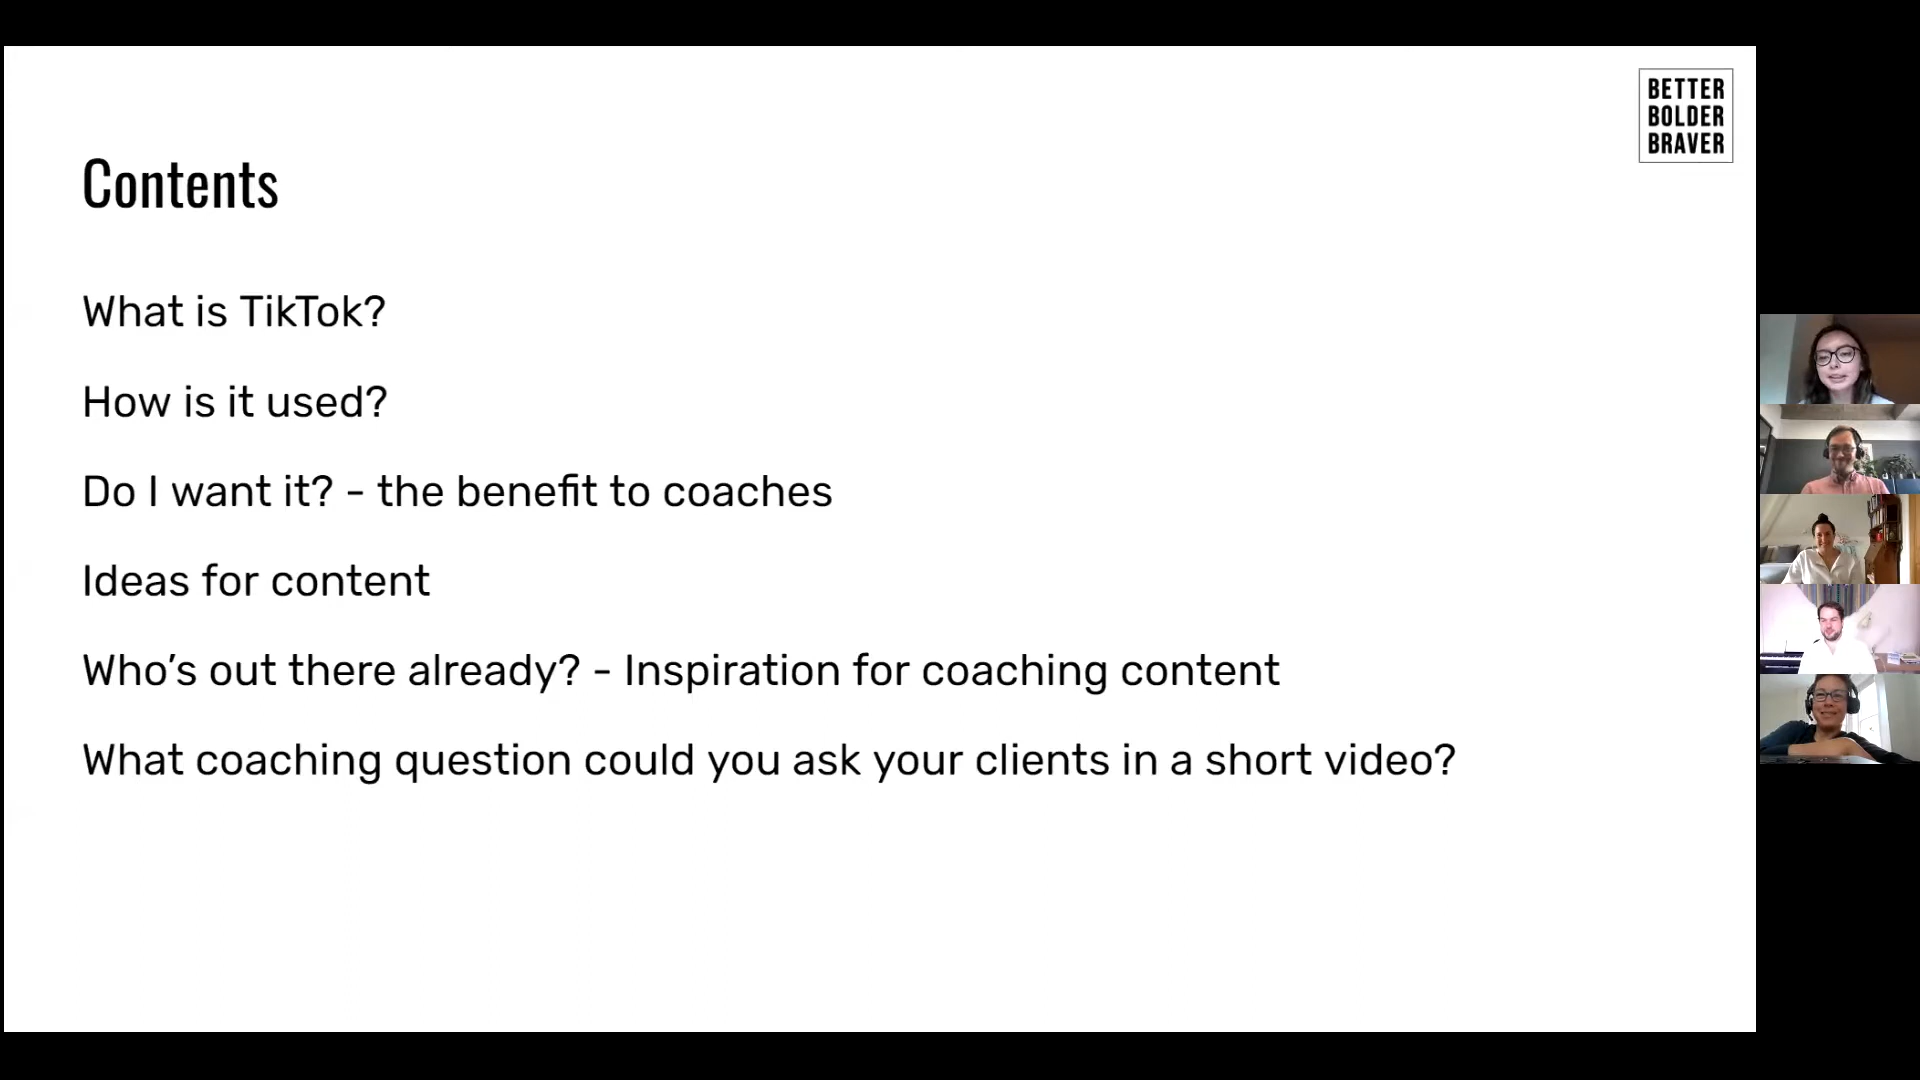 BETTER
BOLDER
BRAVER
Contents
What is TikTok?
How is it used?
Do I want it? - the benefit to coaches
Ideas for content
Who’s out there already? - Inspiration for coaching content
What coaching question could you ask your clients in a short video?